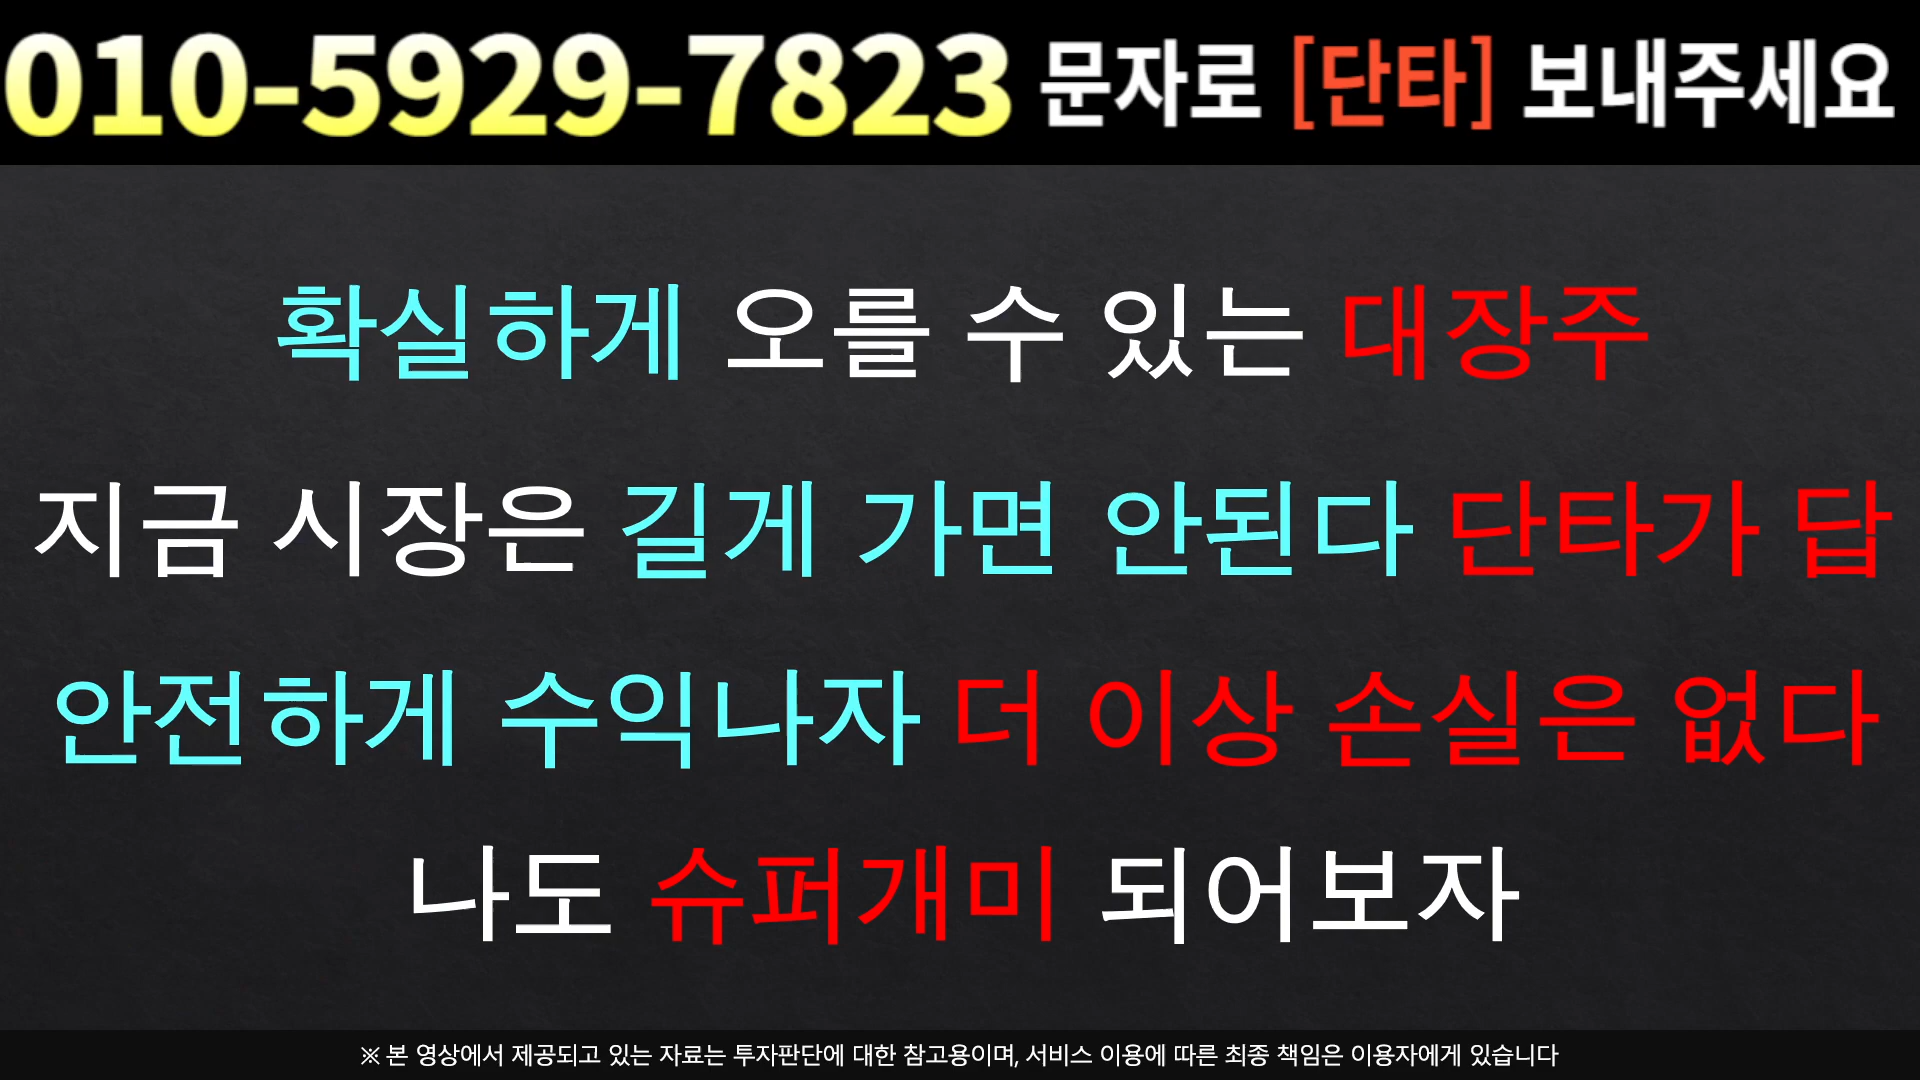 010-5929-7823 문자로 [단타] 보내주세요
확실하게 오를 수 있는 대장주
지금 시장은 길게 가면 안된다 단타가 답
안전하게 수익나자 더 이상 손실은 없다
나도 슈퍼개미 되어보자
※ 본 영상에서 제공되고 있는 자료는 투자판단에 대한 참고용이며, 서비스 이용에 따른 최종 책임은 이용자에게 있습니다